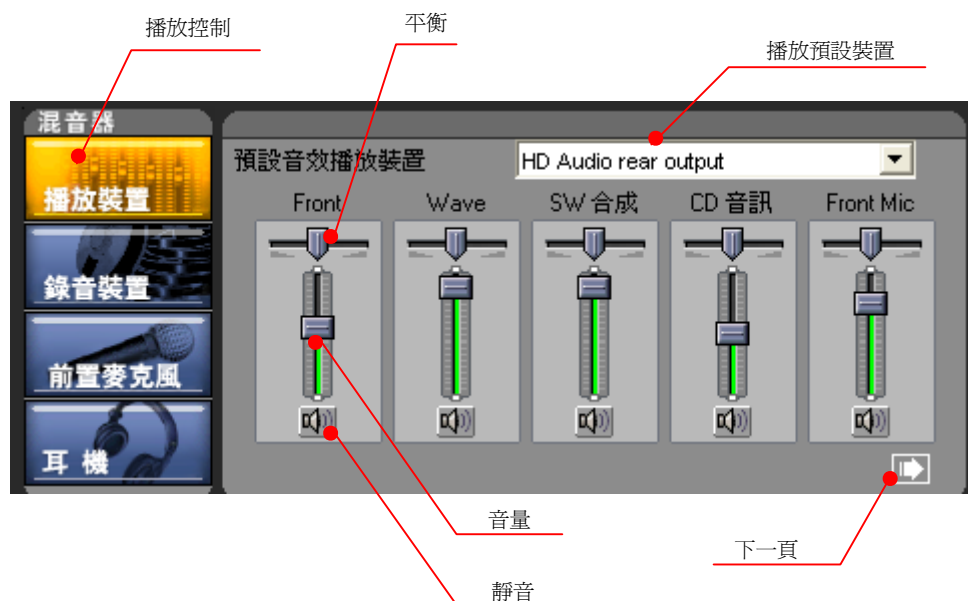 播放控制
平衡
播放預設裝置
混音器
播放裝置
錄音裝置
前置麥克風
耳機
預設音效播放裝置
HD Audio rear output
Front
Wave
SW 合成
CD 音訊
Front Mic
音量
下一頁
靜音